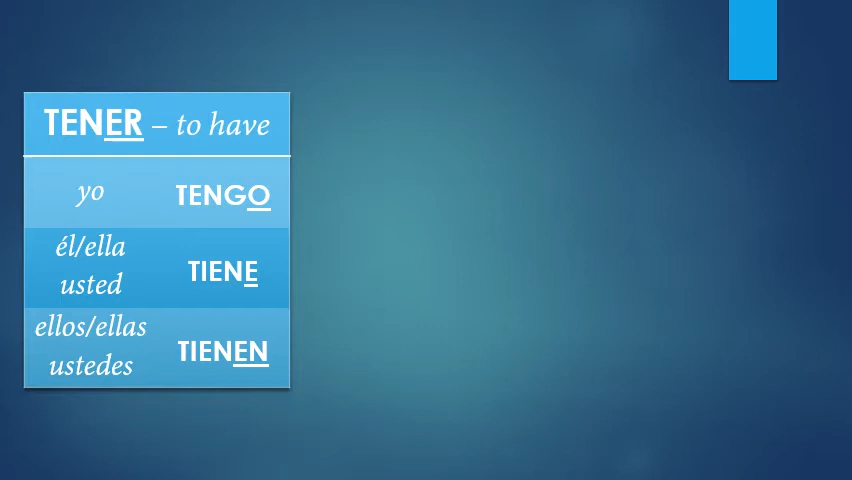 TENER – to have
yo TENGO
él/ella
usted
TIENE
ellos/ellas
ustedes
TIENEN